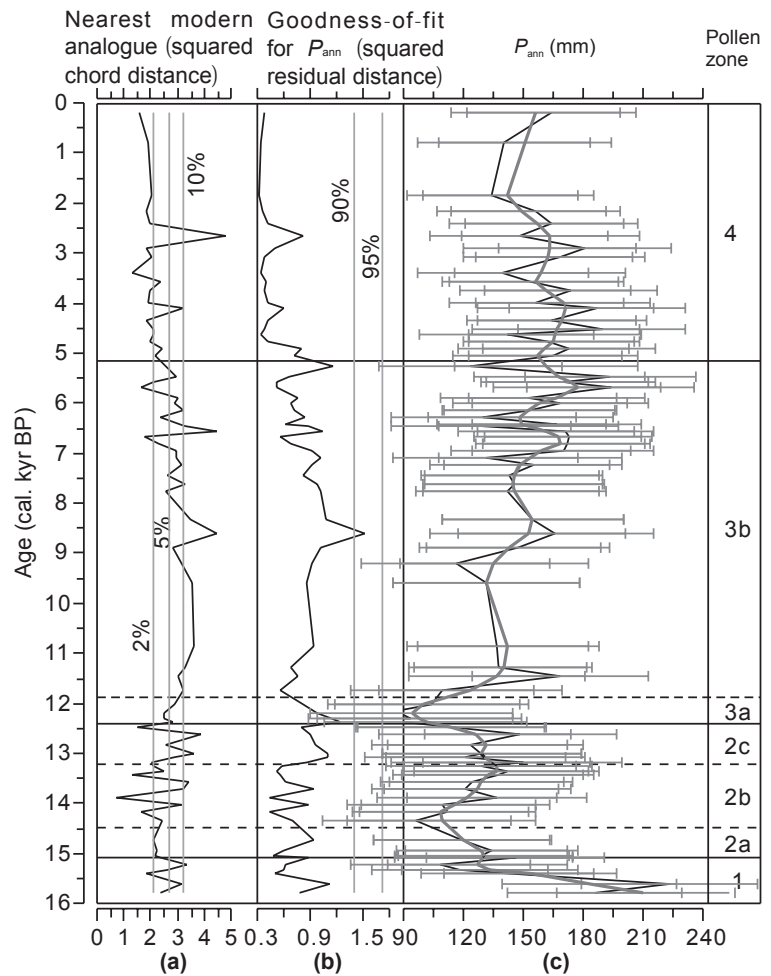 Nearest modern analogue (squared chord distance)
Goodness-of-fit for Pann (squared residual distance)
Pann (mm)
Pollen zone
Age (cal. kyr BP)
0
1
2
3
4
5
6
7
8
9
10
11
12
13
14
15
16
10%
5%
2%
90%
95%
4
3b
3a
2c
2b
2a
1
0 1 2 3 4 5
0.3 0.9 1.5
90 120 150 180 210 240
(a) (b) (c)